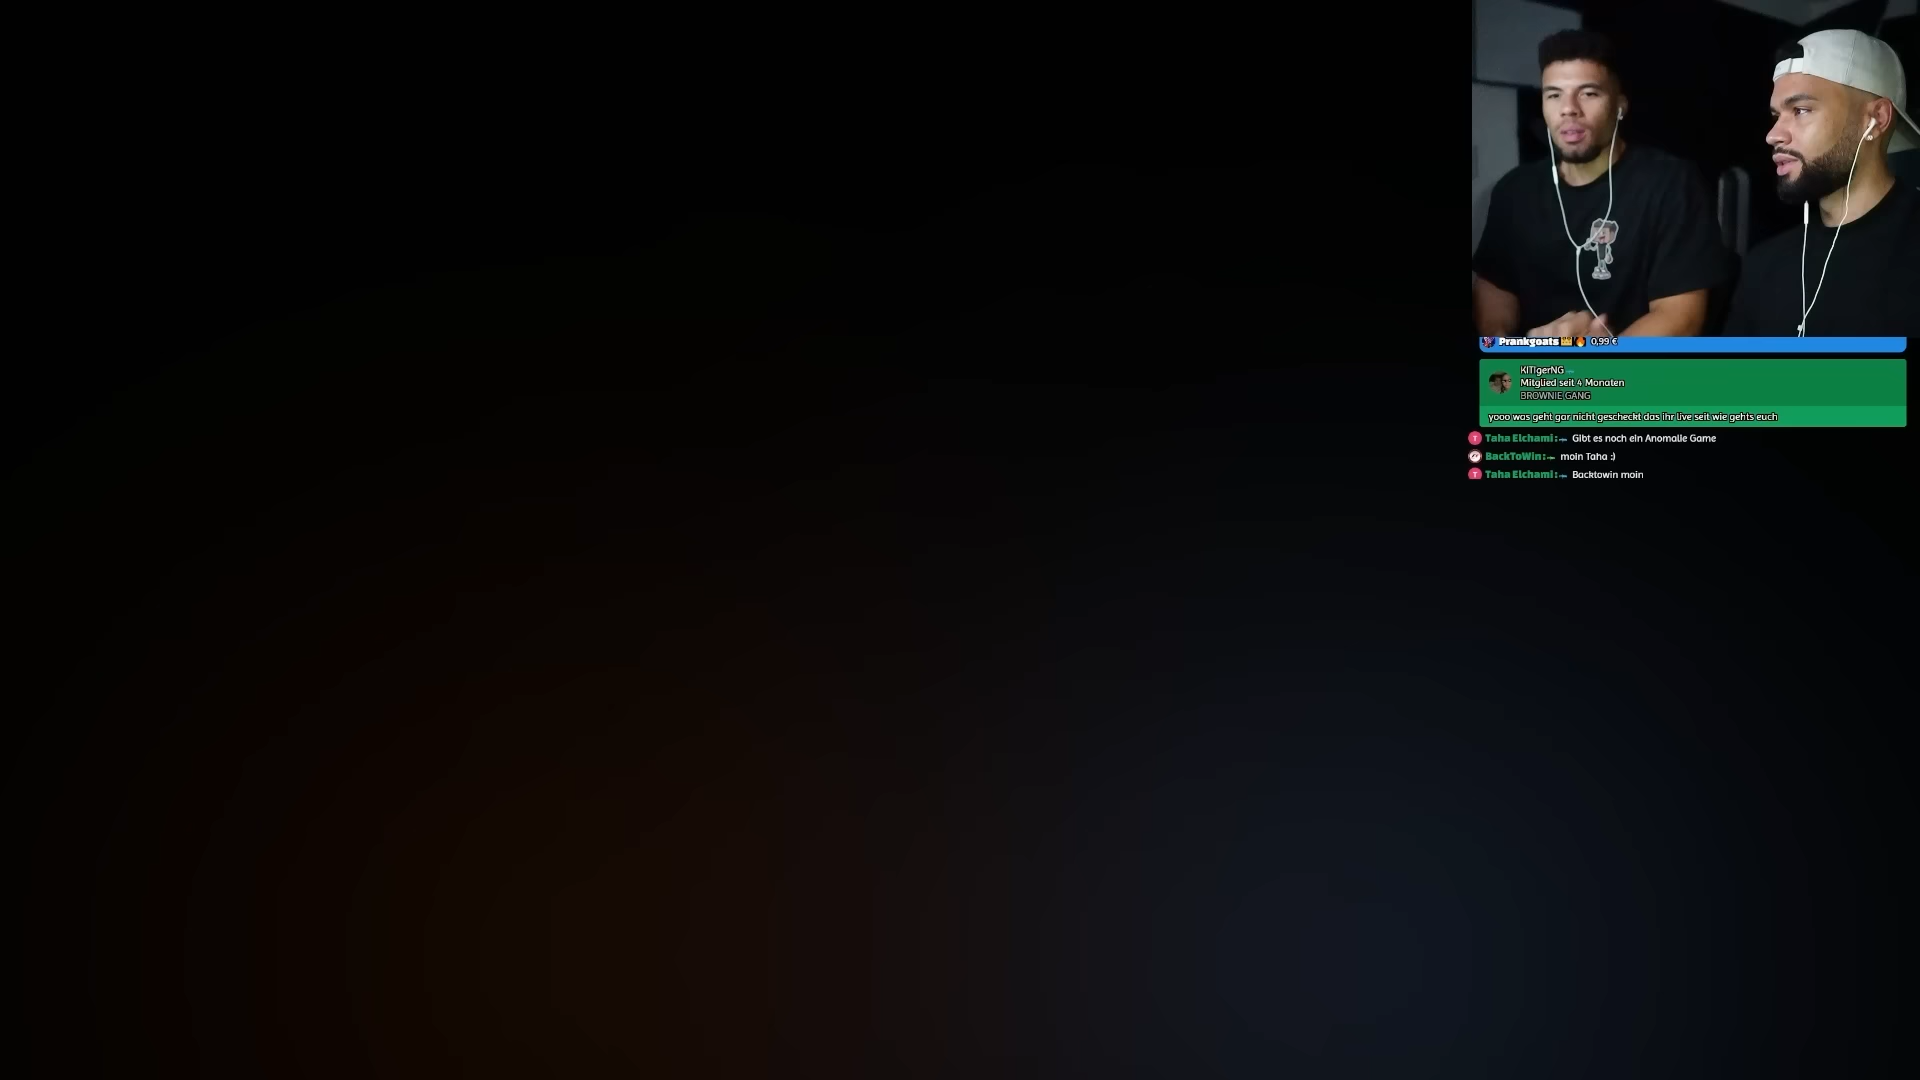 Prankgoats 0,99 €
KITigerNG
Mitglied seit 4 Monaten
BROWNIE GANG
yooo was geht gar nicht gescheckt das ihr live seit wie gehts euch
Taha Elchami: Gibt es noch ein Anomalie Game
BackToWin: moin Taha :)
Taha Elchami: Backtowin moin